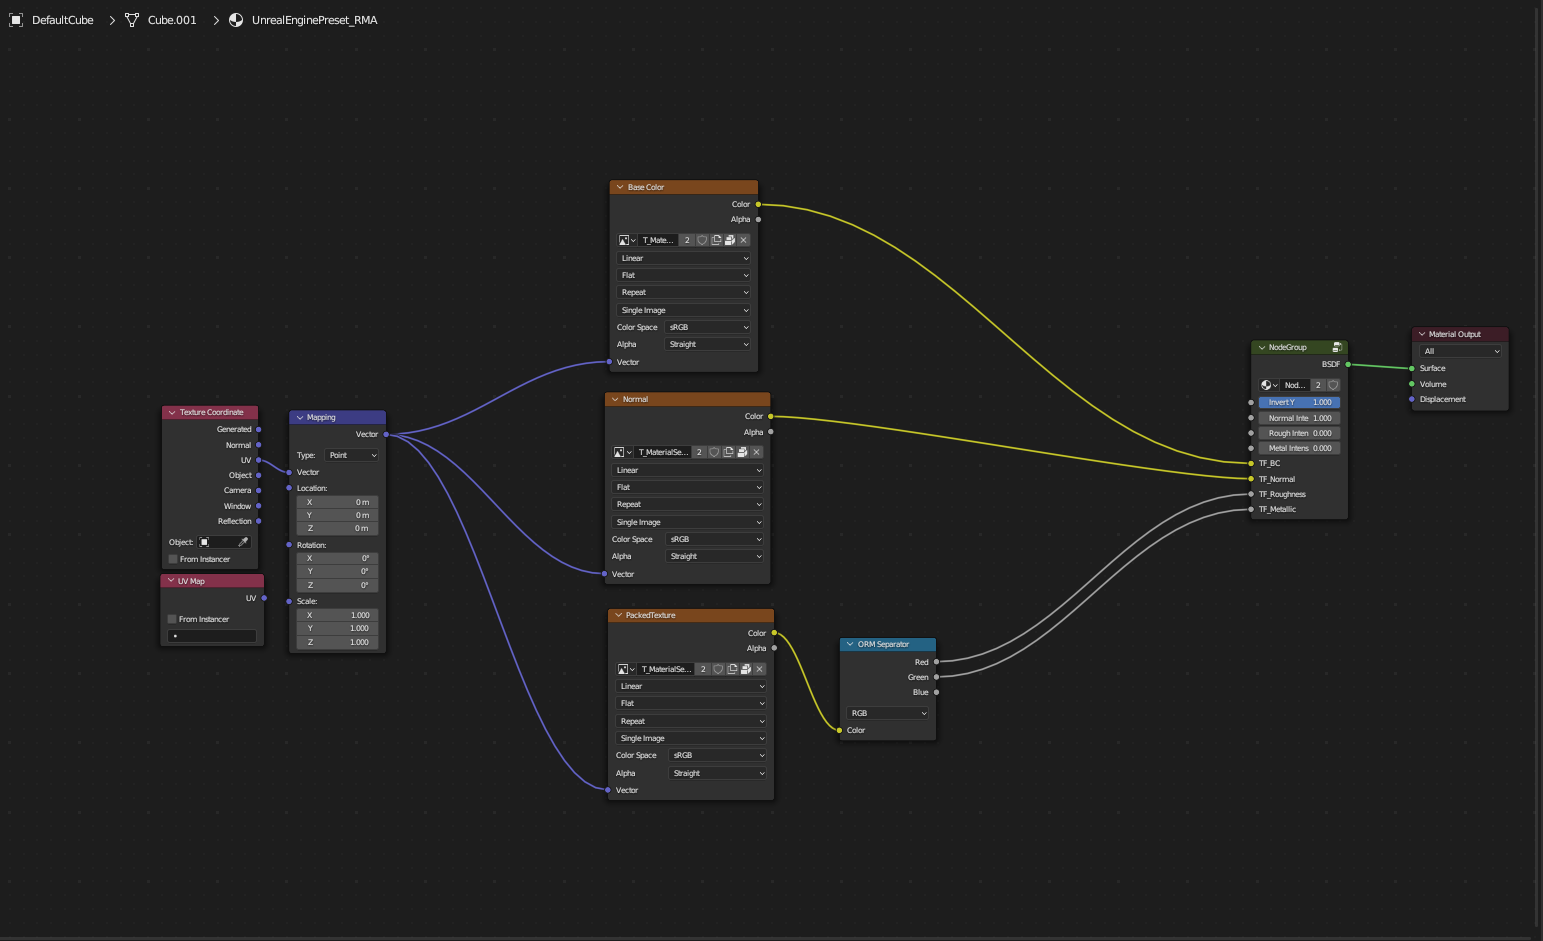 DefaultCube > Cube.001 > UnrealEnginePreset_RMA
Texture Coordinate
Generated
Normal
UV
Object
Camera
Window
Reflection
Object:
From Instancer
UV Map
UV
From Instancer
Mapping
Vector
Type: Point
Vector
Location:
X 0 m
Y 0 m
Z 0 m
Rotation:
X 0°
Y 0°
Z 0°
Scale:
X 1.000
Y 1.000
Z 1.000
Base Color
Color
Alpha
T_Mate... 2
Linear
Flat
Repeat
Single Image
Color Space sRGB
Alpha Straight
Vector
Normal
Color
Alpha
T_MaterialSe... 2
Linear
Flat
Repeat
Single Image
Color Space sRGB
Alpha Straight
Vector
PackedTexture
Color
Alpha
T_MaterialSe... 2
Linear
Flat
Repeat
Single Image
Color Space sRGB
Alpha Straight
Vector
ORM Separator
Red
Green
Blue
RGB
Color
NodeGroup
BSDF
Nod... 2
Invert Y 1.000
Normal Inte 1.000
Rough Inten 0.000
Metal Intens 0.000
TF_BC
TF_Normal
TF_Roughness
TF_Metallic
Material Output
All
Surface
Volume
Displacement